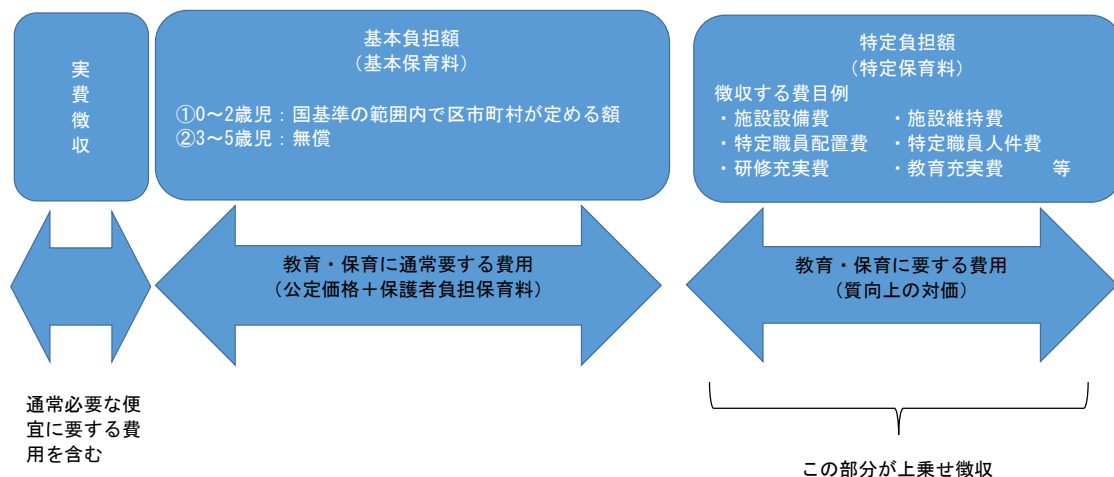 実
費
徴
収
基本負担額
（基本保育料）
①0～2歳児：国基準の範囲内で区市町村が定める額
②3～5歳児：無償
特定負担額
（特定保育料）
徴収する費目例
・施設設備費　・施設維持費
・特定職員配置費　・特定職員人件費
・研修充実費　・教育充実費　等
教育・保育に通常要する費用
（公定価格＋保護者負担保育料）
教育・保育に要する費用
（質向上の対価）
通常必要な便
宜に要する費
用を含む
この部分が上乗せ徴収